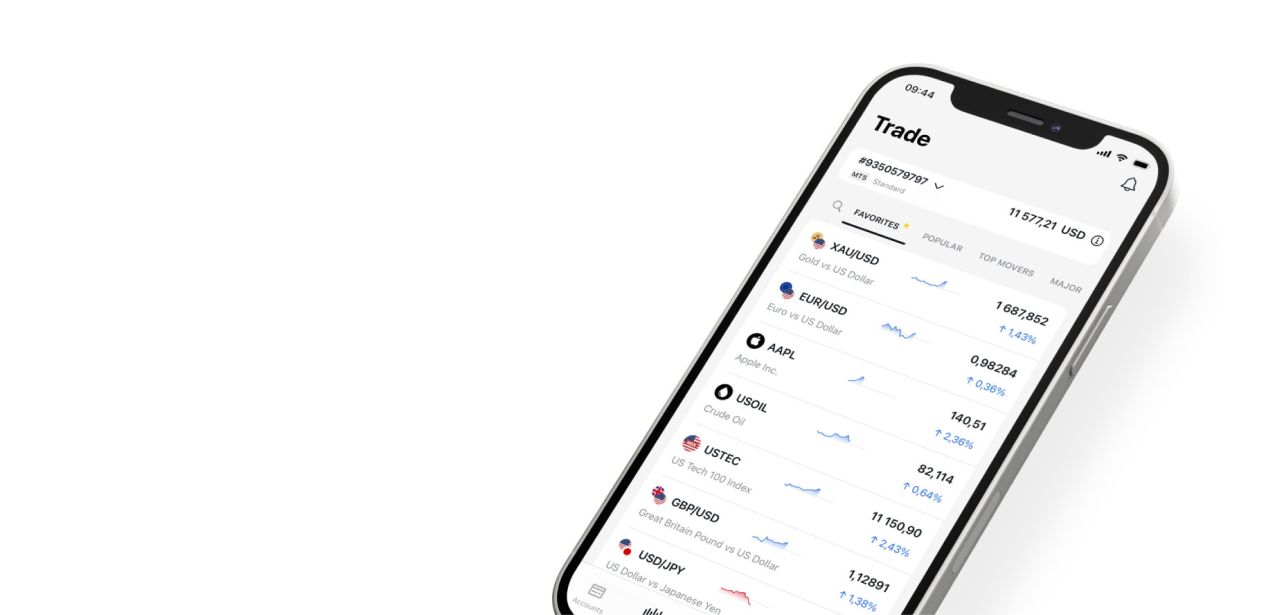 09:44
Trade
#9350579797
MT5 Standard
11 577,21 USD
FAVORITES POPULAR TOP MOVERS MAJOR
XAU/USD
Gold vs US Dollar
1 687,852
↑ 1,43%
EUR/USD
Euro vs US Dollar
0,98284
↑ 0,36%
AAPL
Apple Inc.
140,51
↑ 2,36%
USOIL
Crude Oil
82,114
↑ 0,64%
USTEC
US Tech 100 Index
11 150,90
↑ 2,43%
GBP/USD
Great Britain Pound vs US Dollar
1,12891
↑ 1,38%
USD/JPY
US Dollar vs Japanese Yen
Accounts